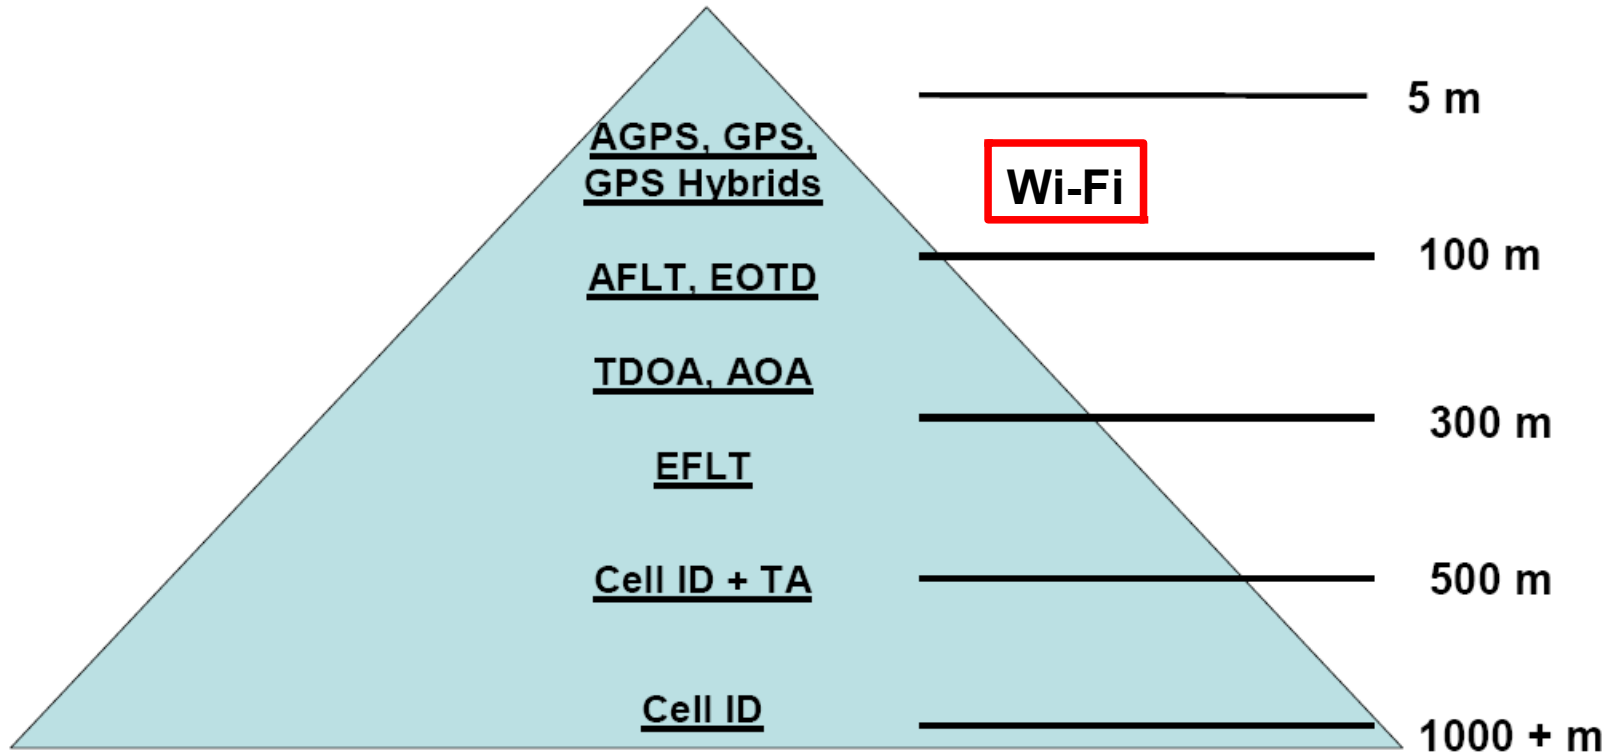 5 m
AGPS, GPS,
GPS Hybrids
Wi-Fi
100 m
AFLT, EOTD
TDOA, AOA
300 m
EFLT
Cell ID + TA
500 m
Cell ID
1000 + m